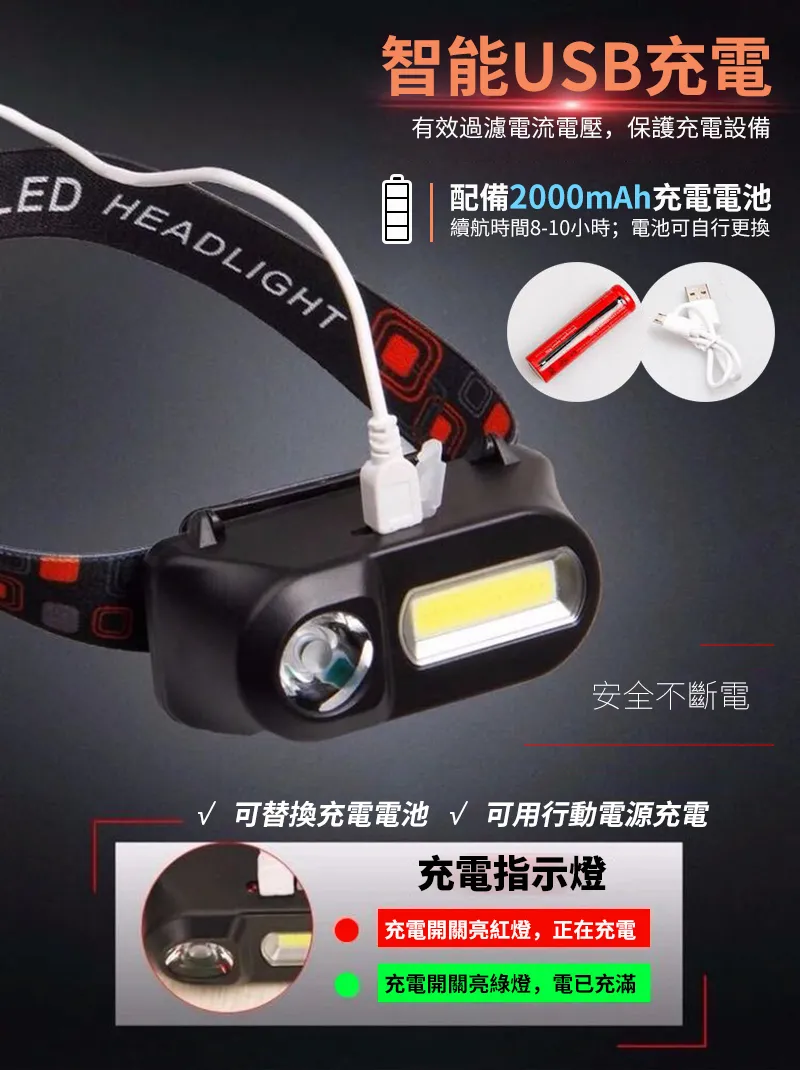 智能USB充電
有效過濾電流電壓，保護充電設備
配備2000mAh充電電池
續航時間8-10小時；電池可自行更換
LED HEADLIGHT
安全不斷電
√ 可替換充電電池 √ 可用行動電源充電
充電指示燈
充電開關亮紅燈，正在充電
充電開關亮綠燈，電已充滿